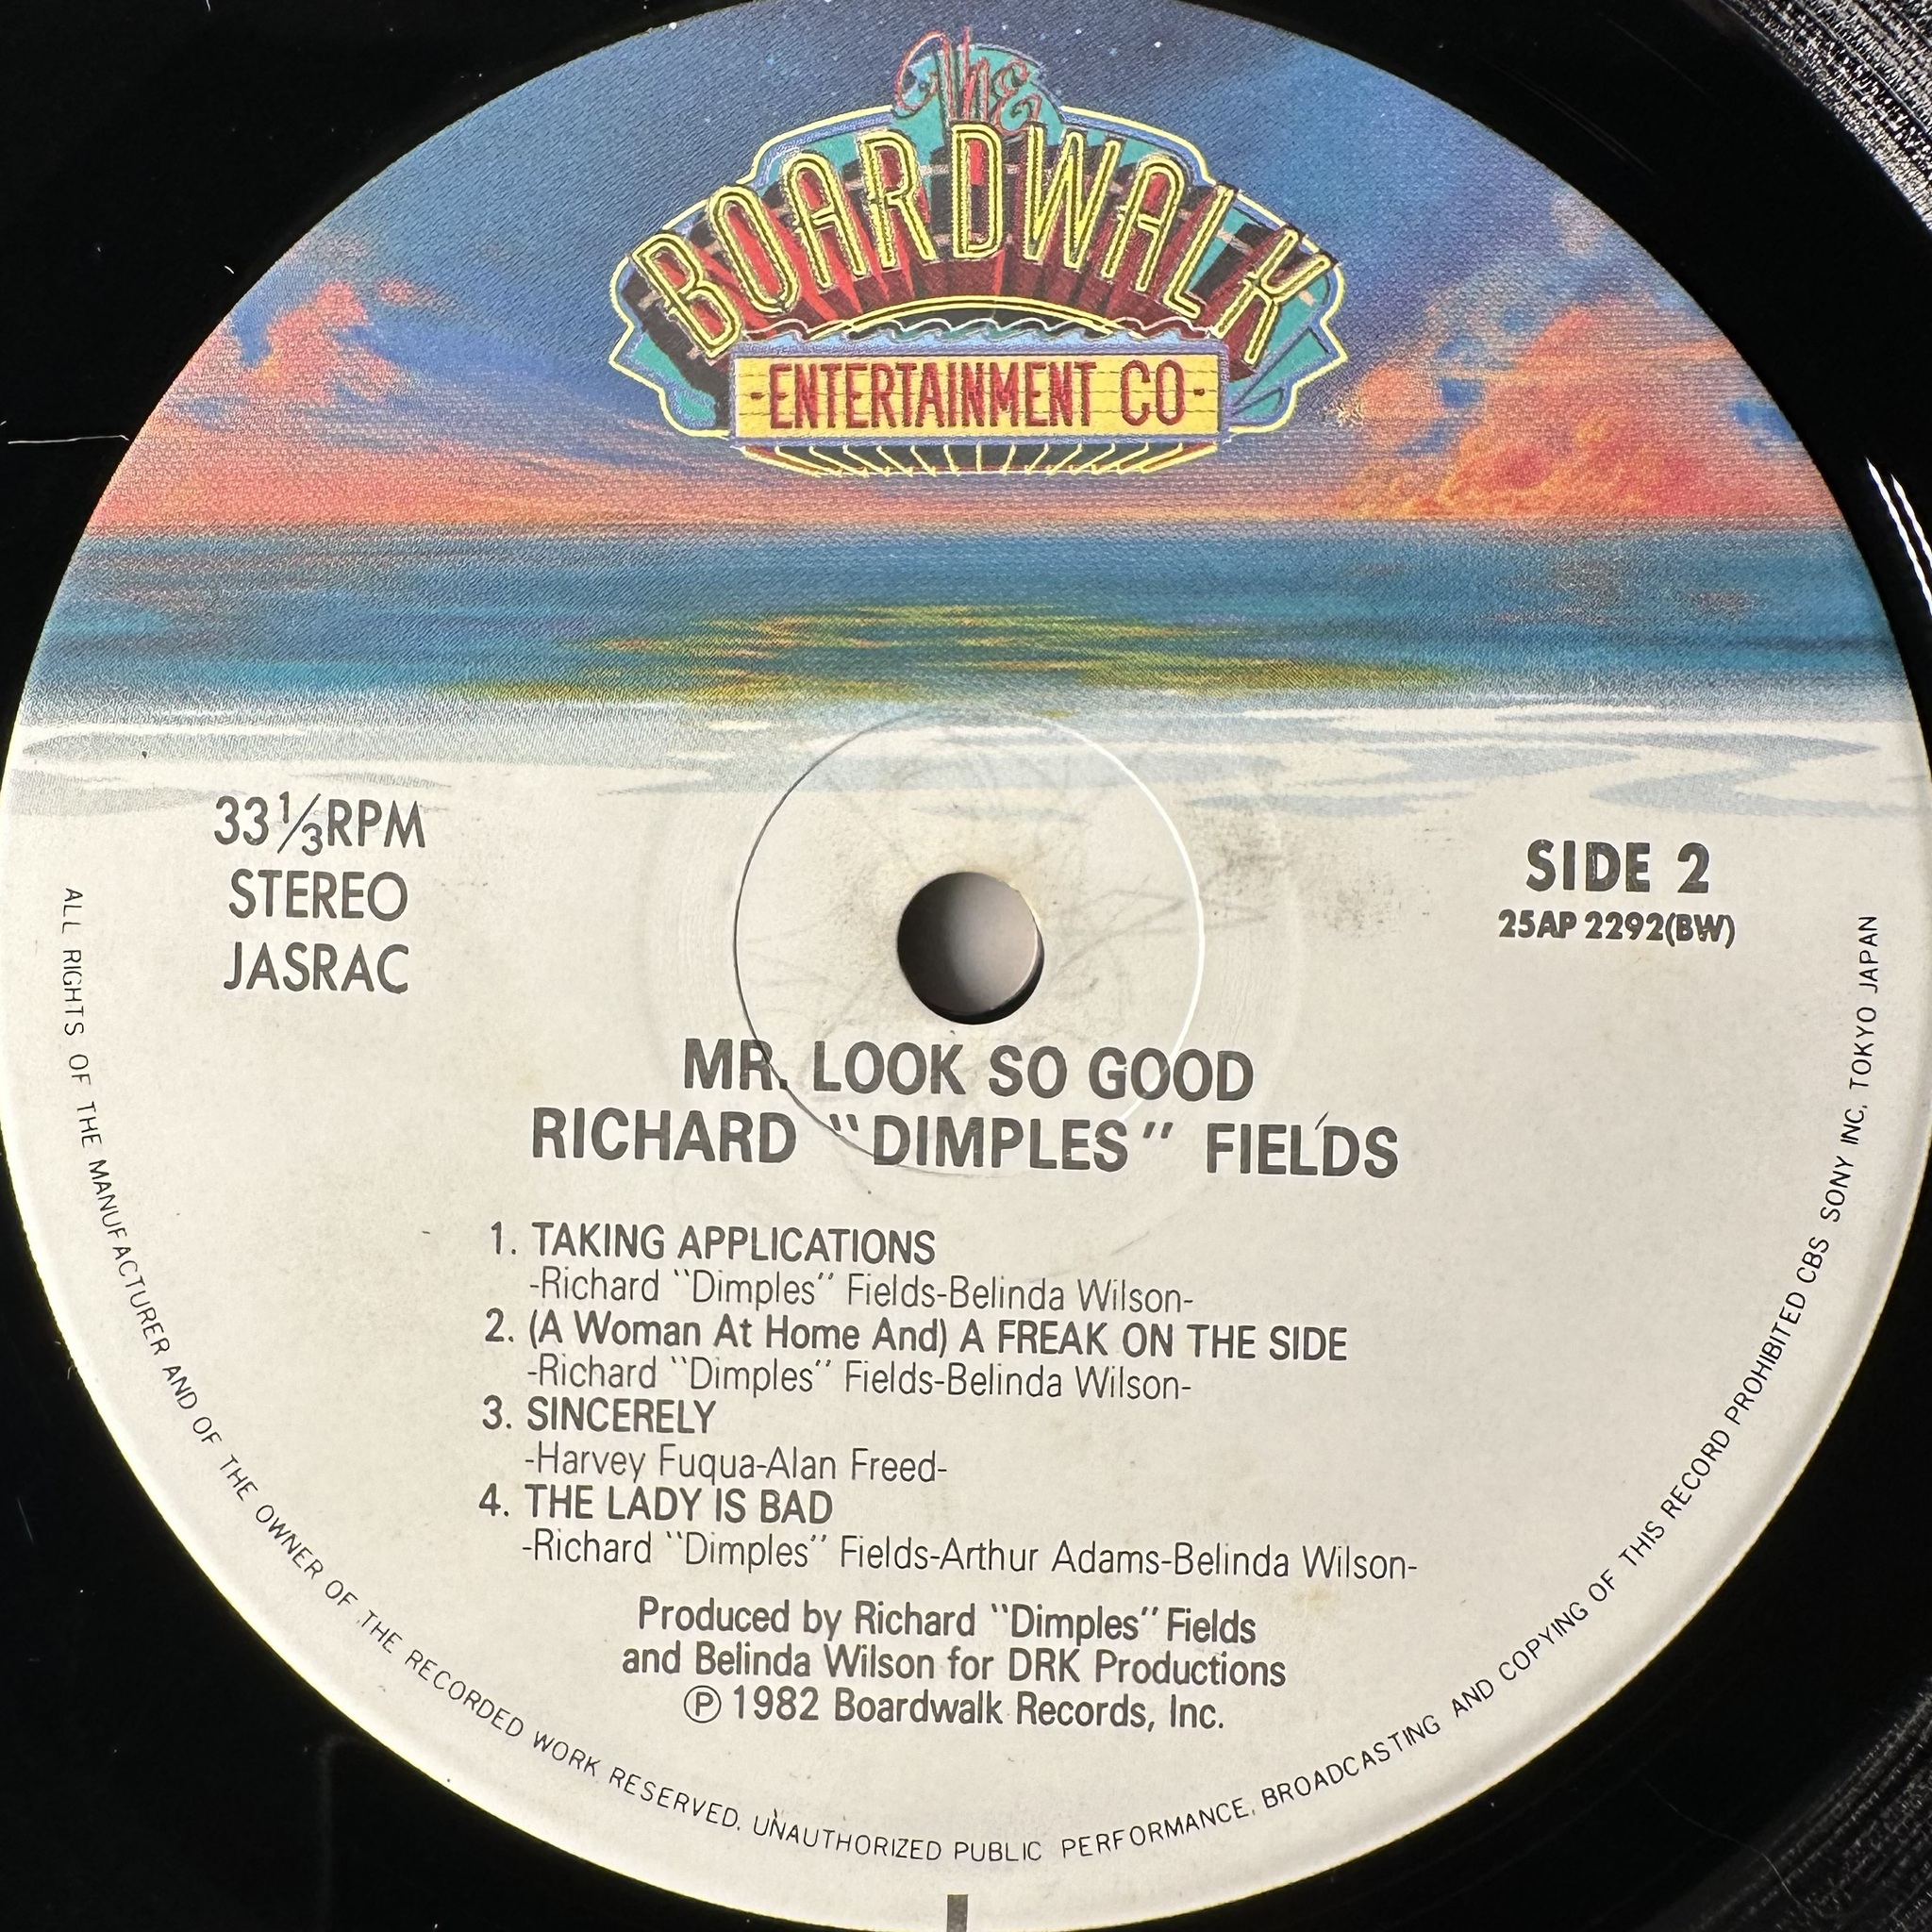 The
BOARDWALK
-ENTERTAINMENT CO-
33⅓RPM
STEREO
JASRAC
SIDE 2
25AP 2292(BW)
MR. LOOK SO GOOD
RICHARD "DIMPLES" FIELDS
1. TAKING APPLICATIONS
-Richard "Dimples" Fields-Belinda Wilson-
2. (A Woman At Home And) A FREAK ON THE SIDE
-Richard "Dimples" Fields-Belinda Wilson-
3. SINCERELY
-Harvey Fuqua-Alan Freed-
4. THE LADY IS BAD
-Richard "Dimples" Fields-Arthur Adams-Belinda Wilson-
Produced by Richard "Dimples" Fields
and Belinda Wilson for DRK Productions
Ⓟ 1982 Boardwalk Records, Inc.
ALL RIGHTS OF THE MANUFACTURER AND OF THE OWNER OF THE RECORDED WORK RESERVED. UNAUTHORIZED PUBLIC PERFORMANCE, BROADCASTING AND COPYING OF THIS RECORD PROHIBITED CBS SONY INC. TOKYO JAPAN